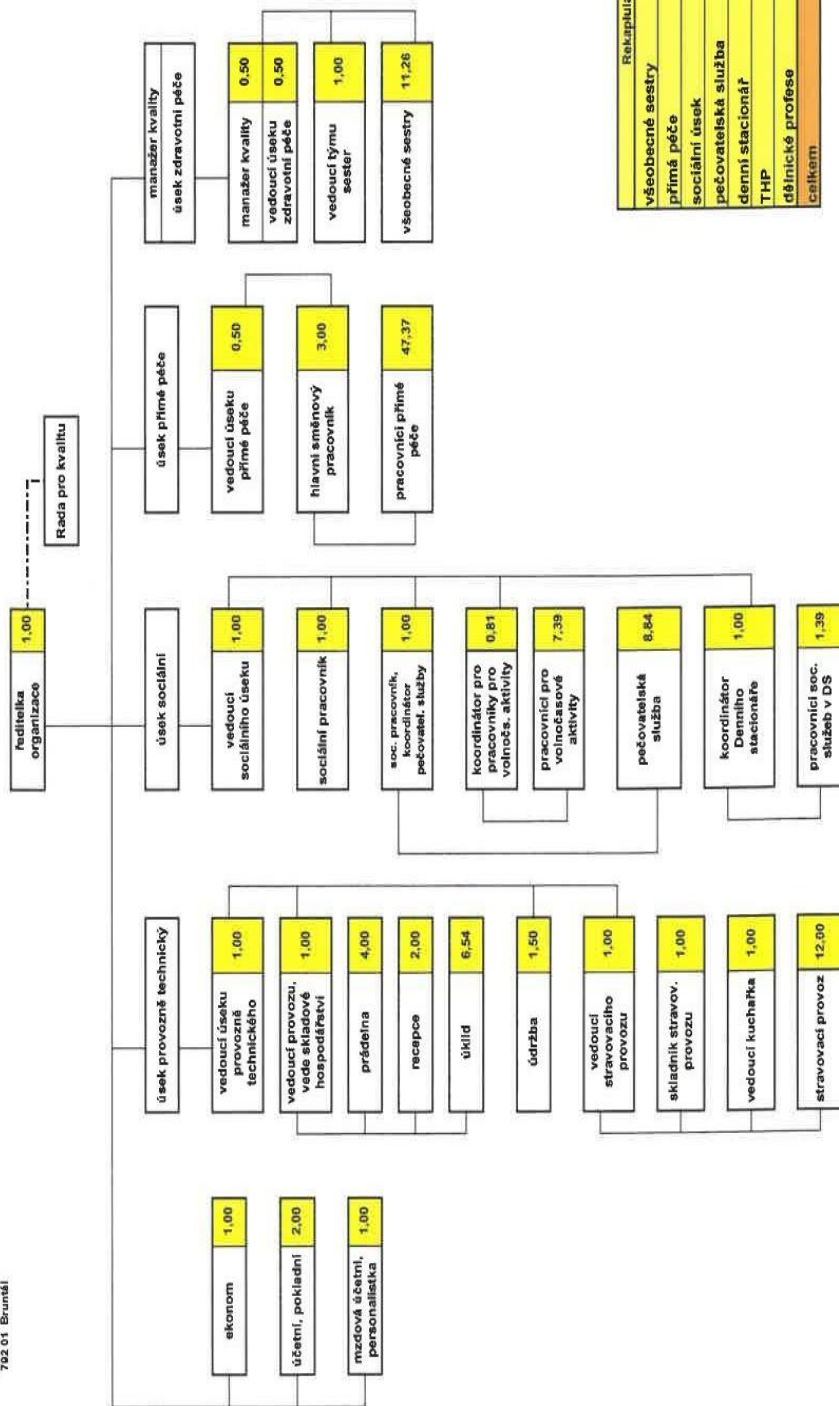 792 01 Bruntál
ředitelka
organizace
1,00
Rada pro kvalitu
ekonom
1,00
účetní, pokladní
2,00
mzdová účetní,
personalistka
1,00
úsek provozně technický
vedoucí úseku
provozně
technického
1,00
vedoucí provozu,
vede skladové
hospodářství
1,00
prádelna
4,00
recepce
2,00
úklid
6,54
údržba
1,50
vedoucí
stravovacího
provozu
1,00
skladník stravov.
provozu
1,00
vedoucí kuchařka
1,00
stravovací provoz
12,00
úsek sociální
vedoucí
sociálního úseku
1,00
sociální pracovník
1,00
soc. pracovník,
koordinátor
pečovatel. služby
1,00
koordinátor pro
pracovníky pro
volnočs. aktivity
0,81
pracovníci pro
volnočasové
aktivity
7,39
pečovatelská
služba
8,84
koordinátor
Denního
stacionáře
1,00
pracovníci soc.
služeb v DS
1,39
úsek přímé péče
vedoucí úseku
přímé péče
0,50
hlavní směnový
pracovník
3,00
pracovníci přímé
péče
47,37
manažer kvality
úsek zdravotní péče
manažer kvality
0,50
vedoucí úseku
zdravotní péče
0,50
vedoucí týmu
sester
1,00
všeobecné sestry
11,26
Rekapitula
všeobecné sestry
přímá péče
sociální úsek
pečovatelská služba
denní stacionář
THP
dělnické profese
celkem